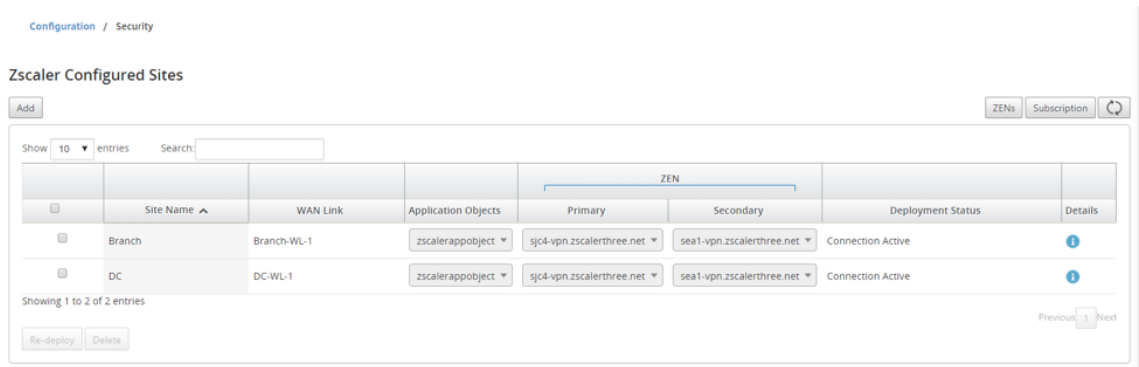 Configuration / Security
Zscaler Configured Sites
Add ZENs Subscription
Show 10 entries Search:
ZEN
Site Name WAN Link Application Objects Primary Secondary Deployment Status Details
Branch Branch-WL-1 zscalerappobject sjc4-vpn.zscalerthree.net sea1-vpn.zscalerthree.net Connection Active
DC DC-WL-1 zscalerappobject sjc4-vpn.zscalerthree.net sea1-vpn.zscalerthree.net Connection Active
Showing 1 to 2 of 2 entries
Previous 1 Next
Re-deploy Delete